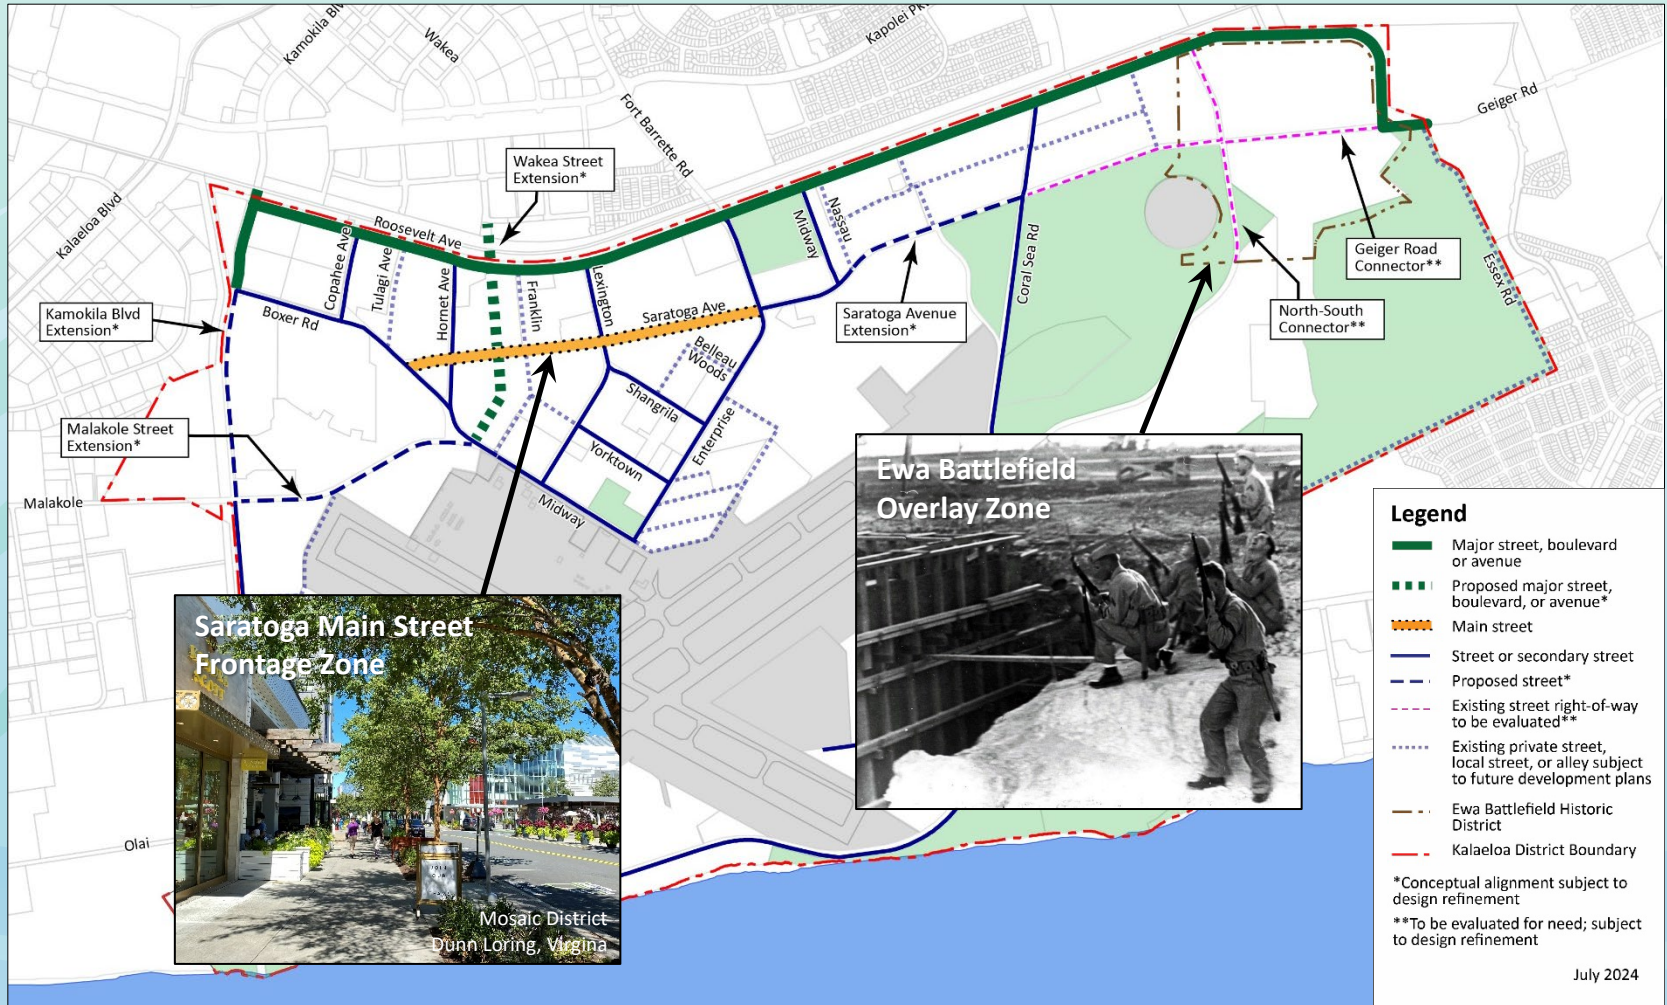 Kamokila Blv
Wakea
Kapolei Pk
Fort Barrette Rd
Geiger Rd
Kalaeloa Blvd
Wakea Street
Extension*
Roosevelt Ave
Copahee Ave
Tulagi Ave
Hornet Ave
Franklin
Lexington
Midway
Nassau
Coral Sea Rd
Essex Rd
Geiger Road
Connector**
North-South
Connector**
Saratoga Avenue
Extension*
Kamokila Blvd
Extension*
Boxer Rd
Saratoga Ave
Belleau
Woods
Shangrila
Enterprise
Yorktown
Midway
Malakole Street
Extension*
Malakole
Olai
Ewa Battlefield
Overlay Zone
Saratoga Main Street
Frontage Zone
Mosaic District
Dunn Loring, Virgina
Legend
Major street, boulevard
or avenue
Proposed major street,
boulevard, or avenue*
Main street
Street or secondary street
Proposed street*
Existing street right-of-way
to be evaluated**
Existing private street,
local street, or alley subject
to future development plans
Ewa Battlefield Historic
District
Kalaeloa District Boundary
*Conceptual alignment subject to
design refinement
**To be evaluated for need; subject
to design refinement
July 2024